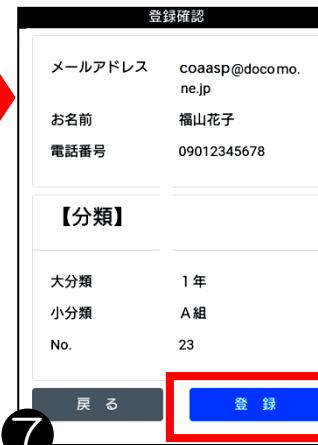 登録確認
メールアドレス coaasp@docomo.
ne.jp
お名前 福山花子
電話番号 09012345678
【分類】
大分類 1年
小分類 A組
No. 23
戻 る 登 録
7